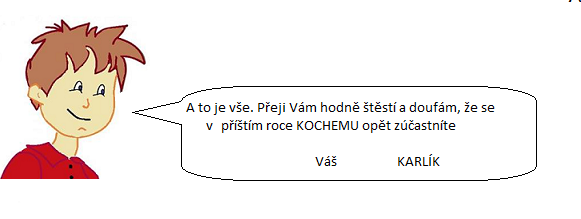 A to je vše. Přeji Vám hodně štěstí a doufám, že se
v příštím roce KOCHEMU opět zúčastníte
Váš KARLÍK